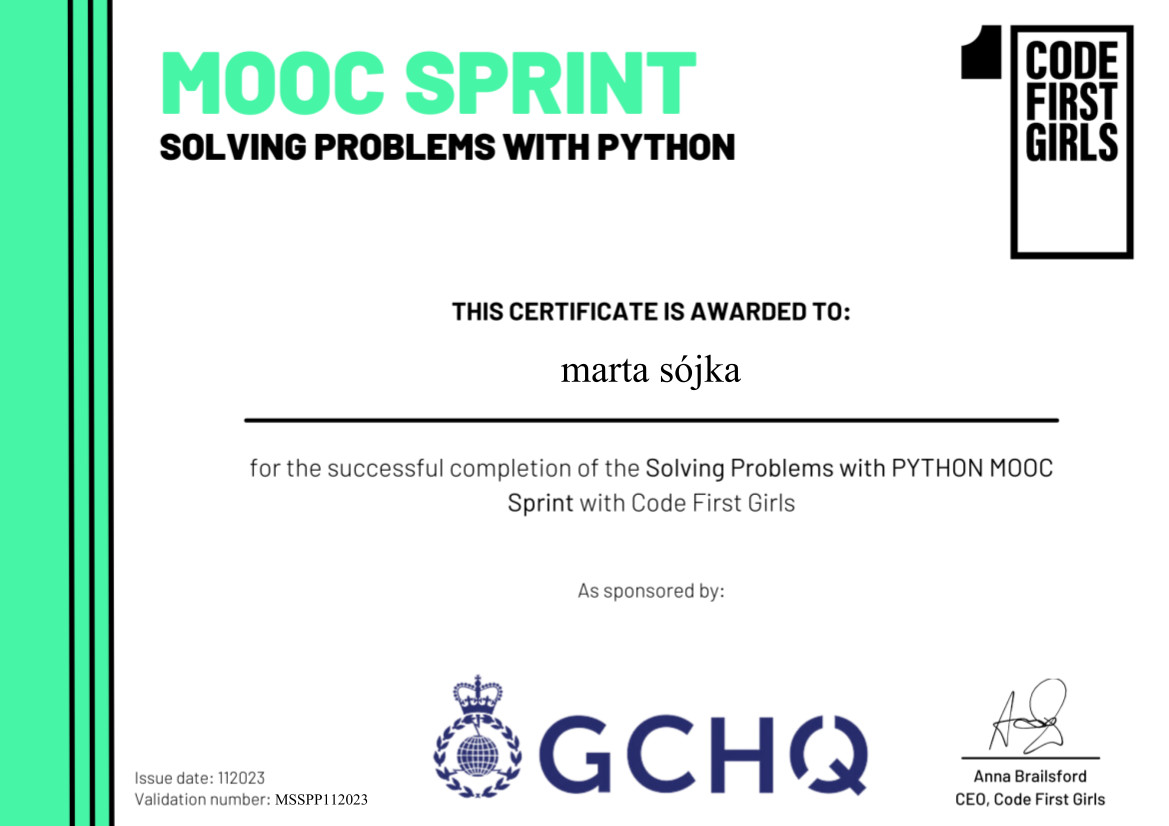 MOOC SPRINT
SOLVING PROBLEMS WITH PYTHON
1 CODE
FIRST
GIRLS
THIS CERTIFICATE IS AWARDED TO:
marta sójka
for the successful completion of the Solving Problems with PYTHON MOOC
Sprint with Code First Girls
As sponsored by:
GCHQ
Issue date: 112023
Validation number: MSSPP112023
Anna Brailsford
CEO, Code First Girls